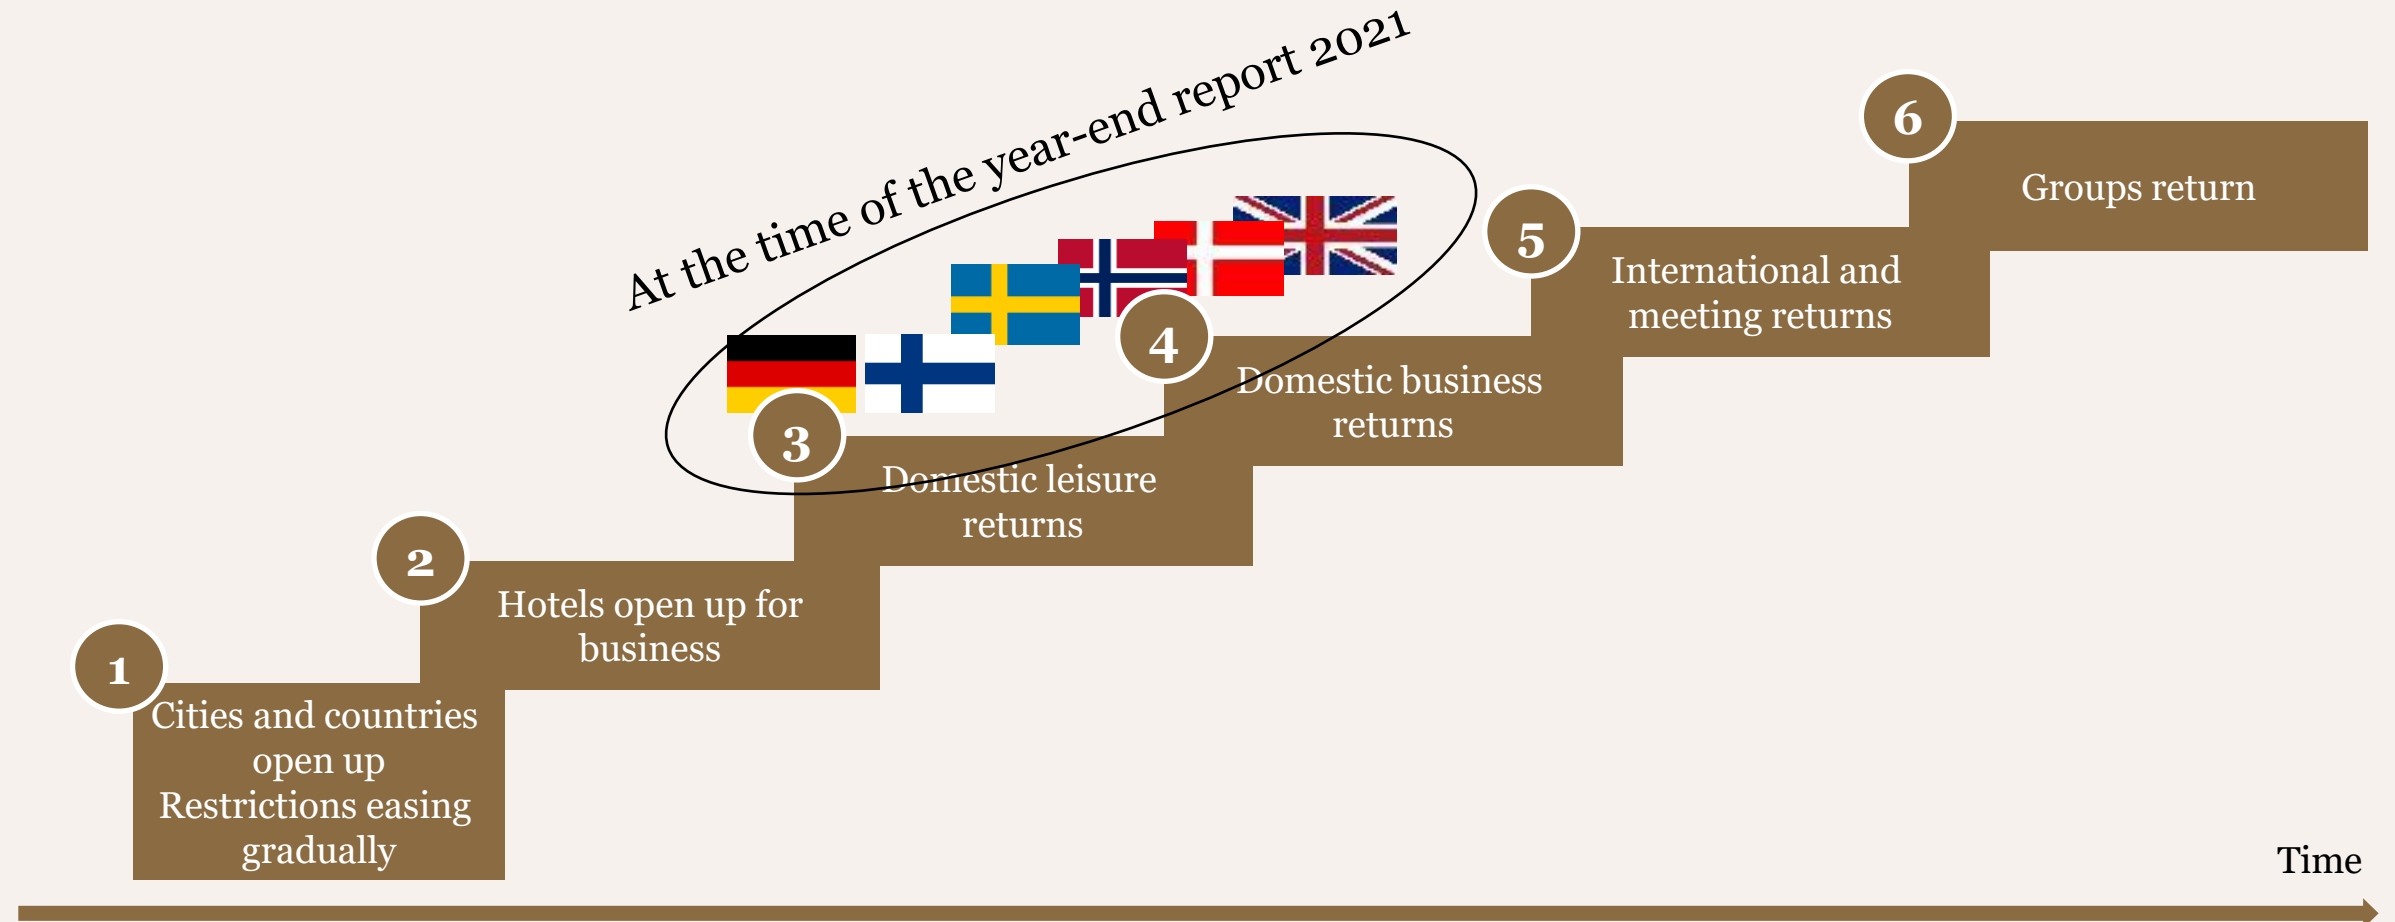 At the time of the year-end report 2021
1
Cities and countries
open up
Restrictions easing
gradually
2
Hotels open up for
business
3
Domestic leisure
returns
4
Domestic business
returns
5
International and
meeting returns
6
Groups return
Time